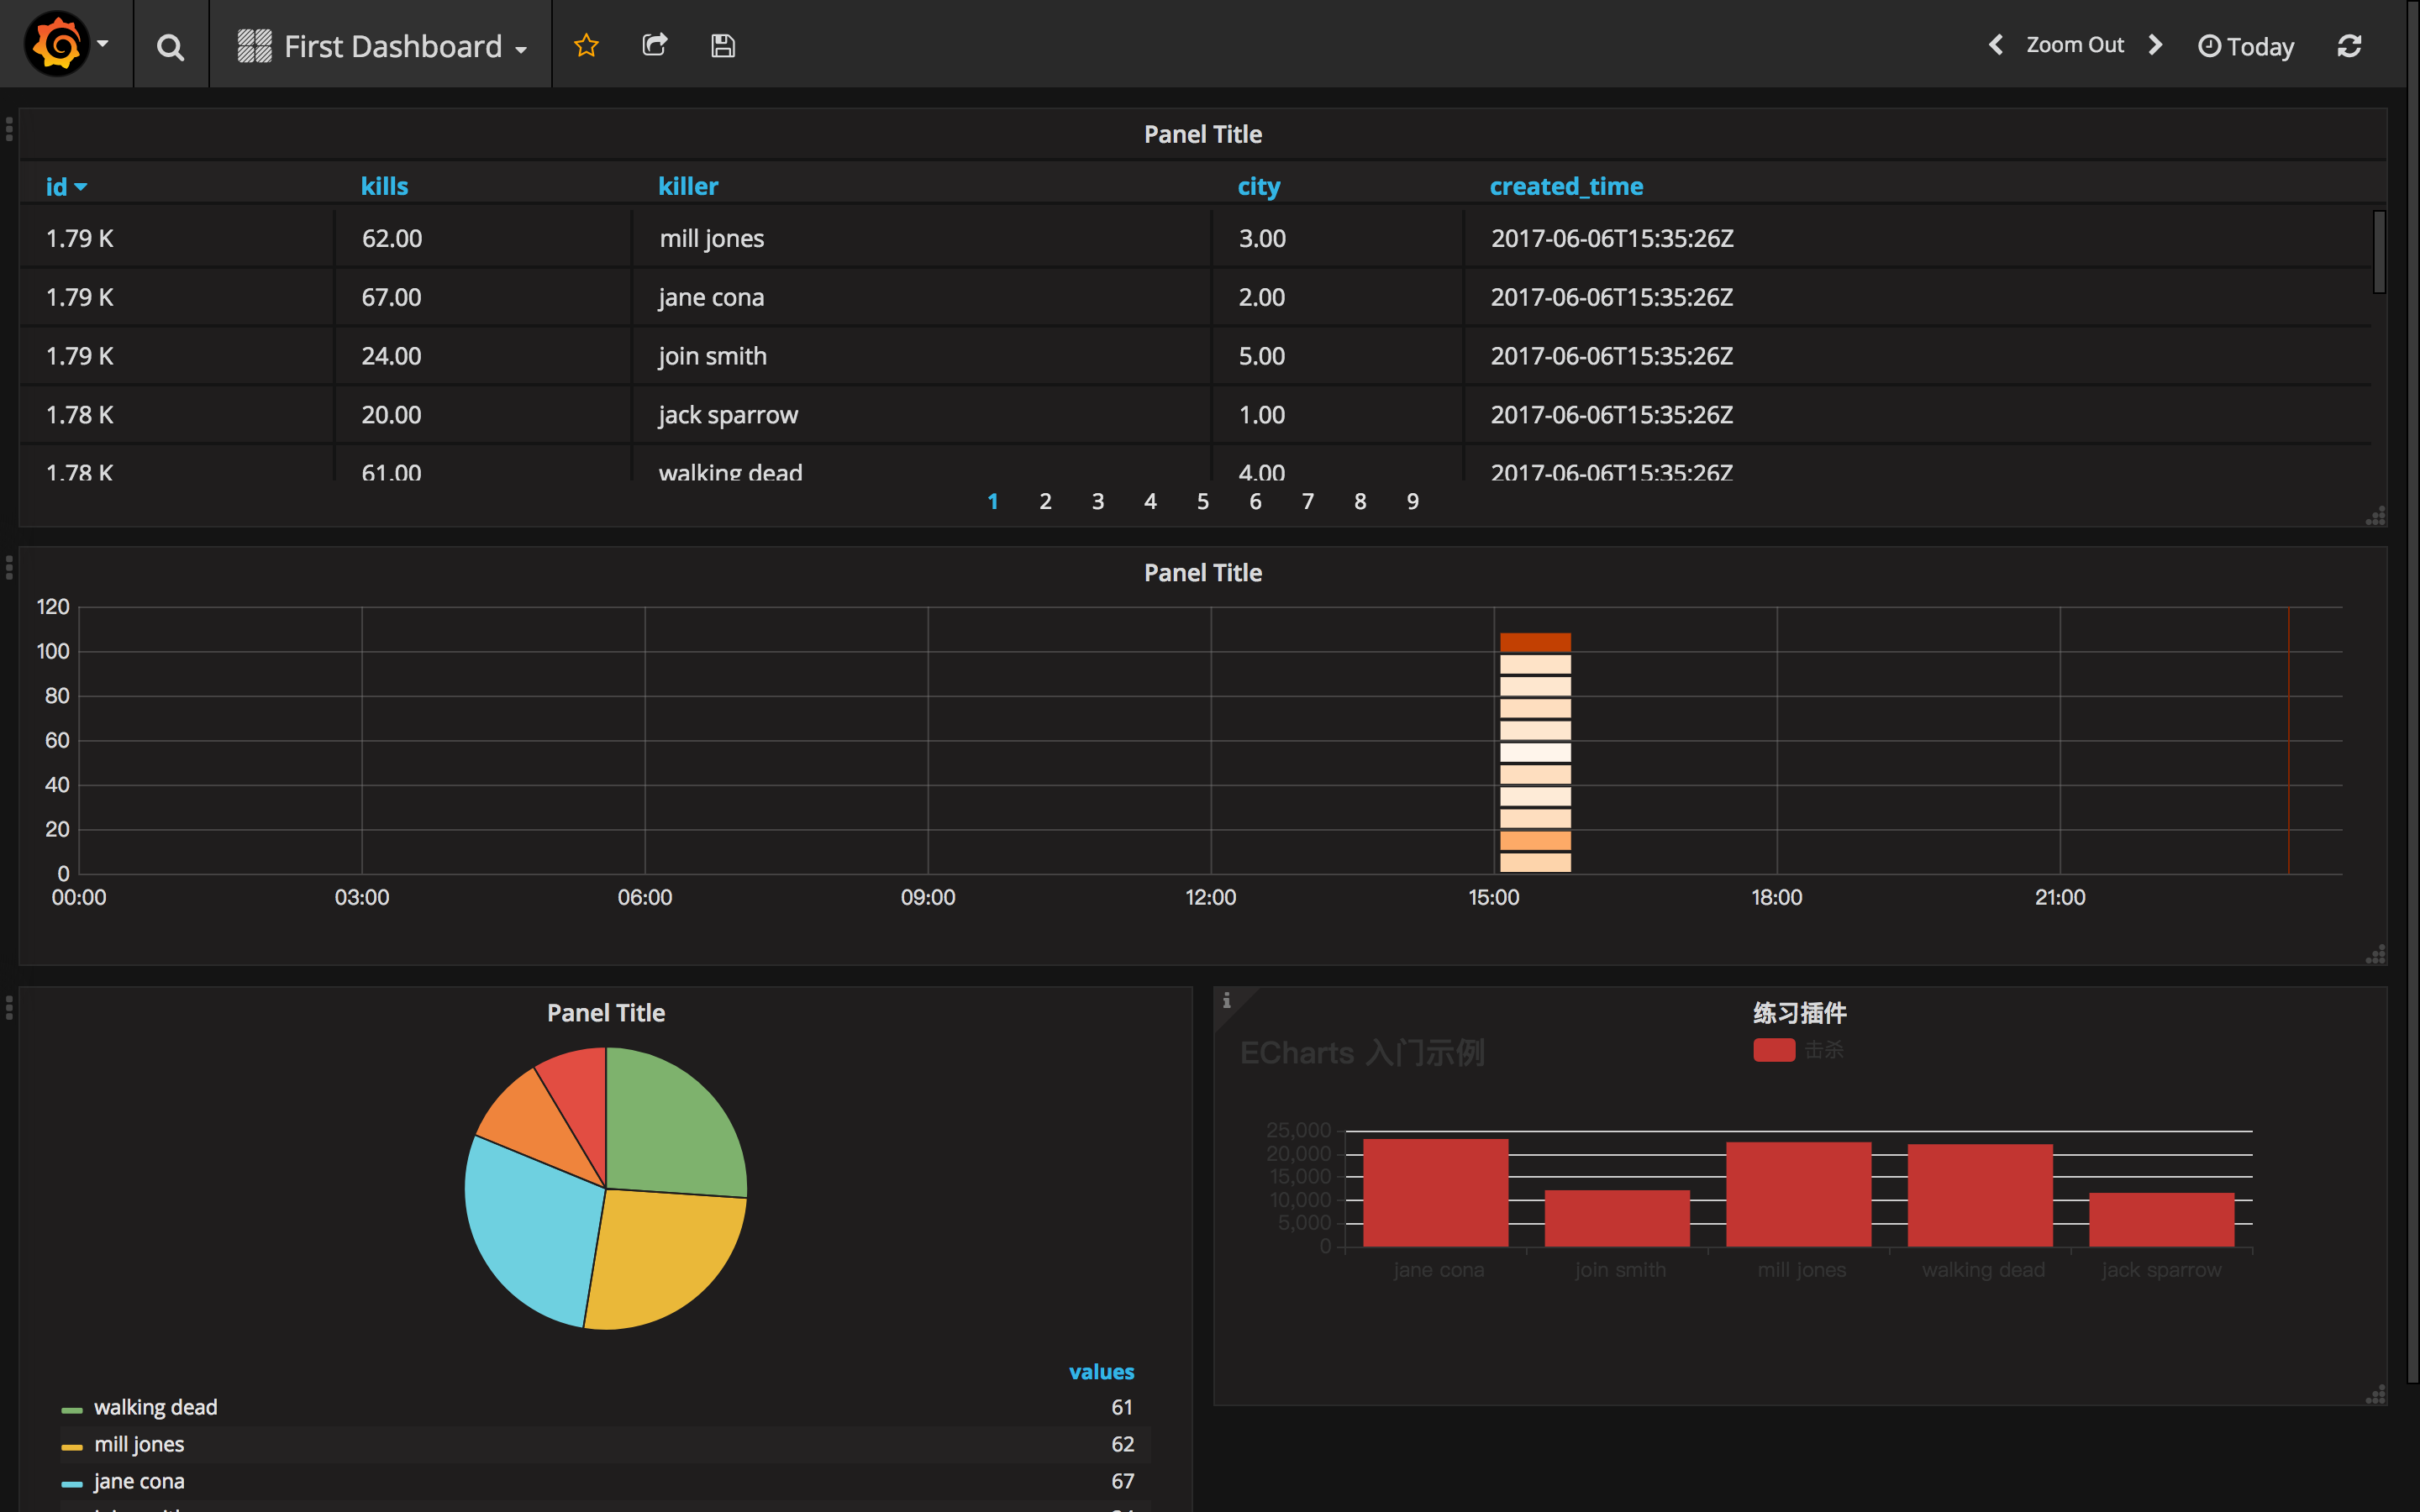 First Dashboard
Zoom Out
Today
Panel Title
id kills killer city created_time
1.79 K 62.00 mill jones 3.00 2017-06-06T15:35:26Z
1.79 K 67.00 jane cona 2.00 2017-06-06T15:35:26Z
1.79 K 24.00 join smith 5.00 2017-06-06T15:35:26Z
1.78 K 20.00 jack sparrow 1.00 2017-06-06T15:35:26Z
1.78 K 61.00 walking dead 4.00 2017-06-06T15:35:26Z
1 2 3 4 5 6 7 8 9
Panel Title
120
100
80
60
40
20
0
00:00 03:00 06:00 09:00 12:00 15:00 18:00 21:00
Panel Title
values
walking dead 61
mill jones 62
jane cona 67
练习插件
ECharts 入门示例
击杀
25,000
20,000
15,000
10,000
5,000
0
jane cona join smith mill jones walking dead jack sparrow